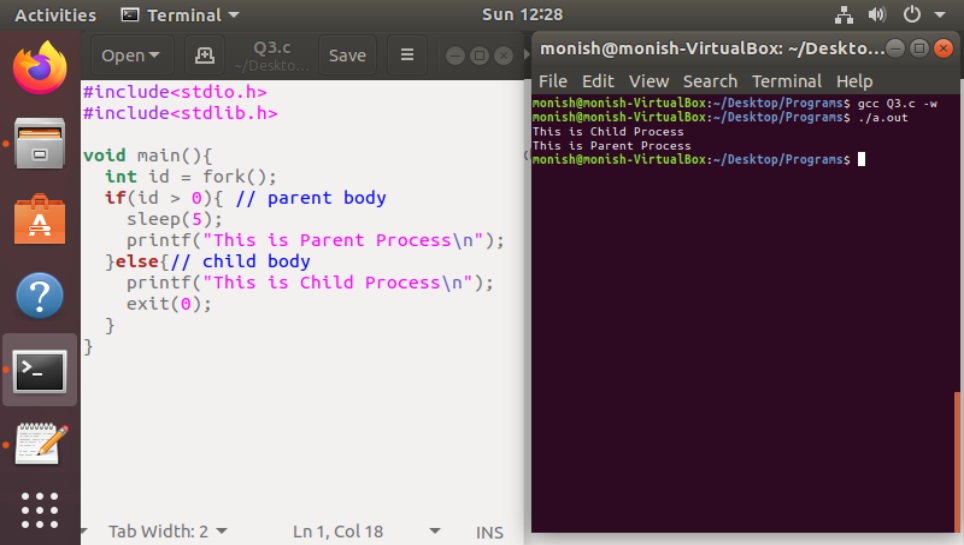 Activities Terminal Sun 12:28
Open Q3.c ~/Deskto... Save
#include<stdio.h>
#include<stdlib.h>
void main(){
  int id = fork();
  if(id > 0){ // parent body
    sleep(5);
    printf("This is Parent Process\n");
  }else{// child body
    printf("This is Child Process\n");
    exit(0);
  }
}
Tab Width: 2 Ln 1, Col 18 INS
monish@monish-VirtualBox: ~/Deskto...
File Edit View Search Terminal Help
monish@monish-VirtualBox:~/Desktop/Programs$ gcc Q3.c -w
monish@monish-VirtualBox:~/Desktop/Programs$ ./a.out
This is Child Process
This is Parent Process
monish@monish-VirtualBox:~/Desktop/Programs$